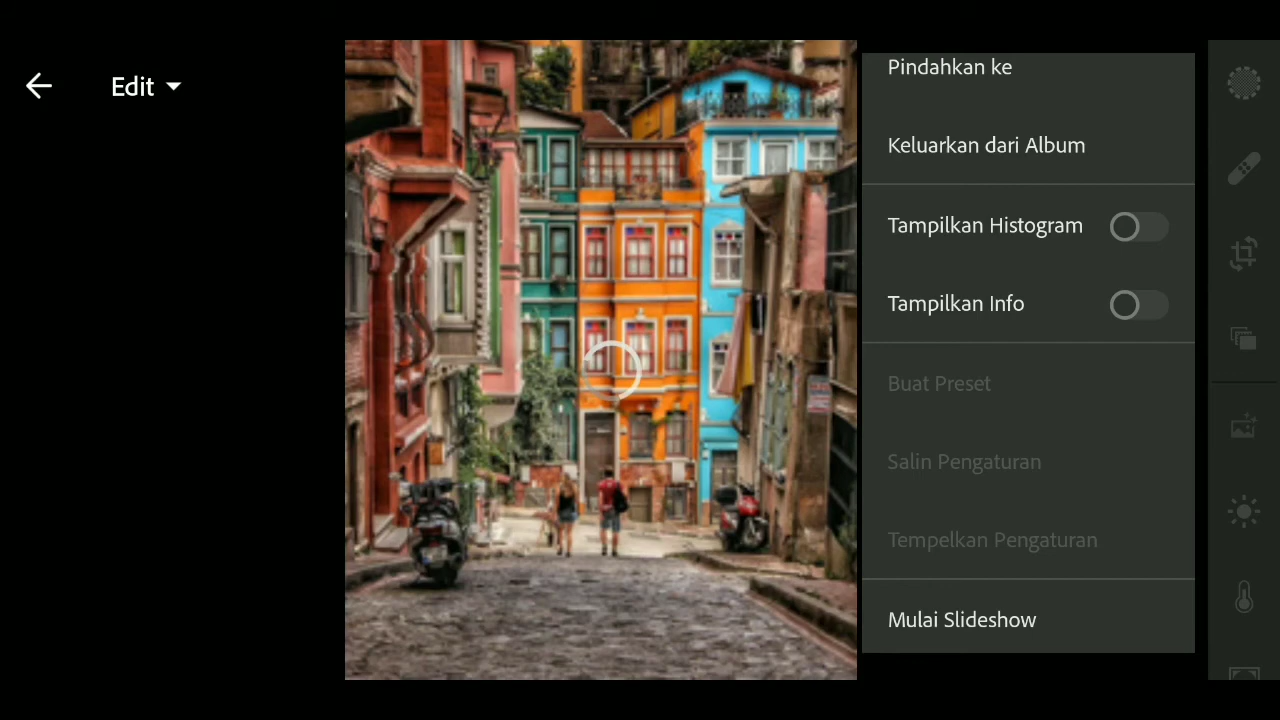 Edit
Pindahkan ke
Keluarkan dari Album
Tampilkan Histogram
Tampilkan Info
Buat Preset
Salin Pengaturan
Tempelkan Pengaturan
Mulai Slideshow